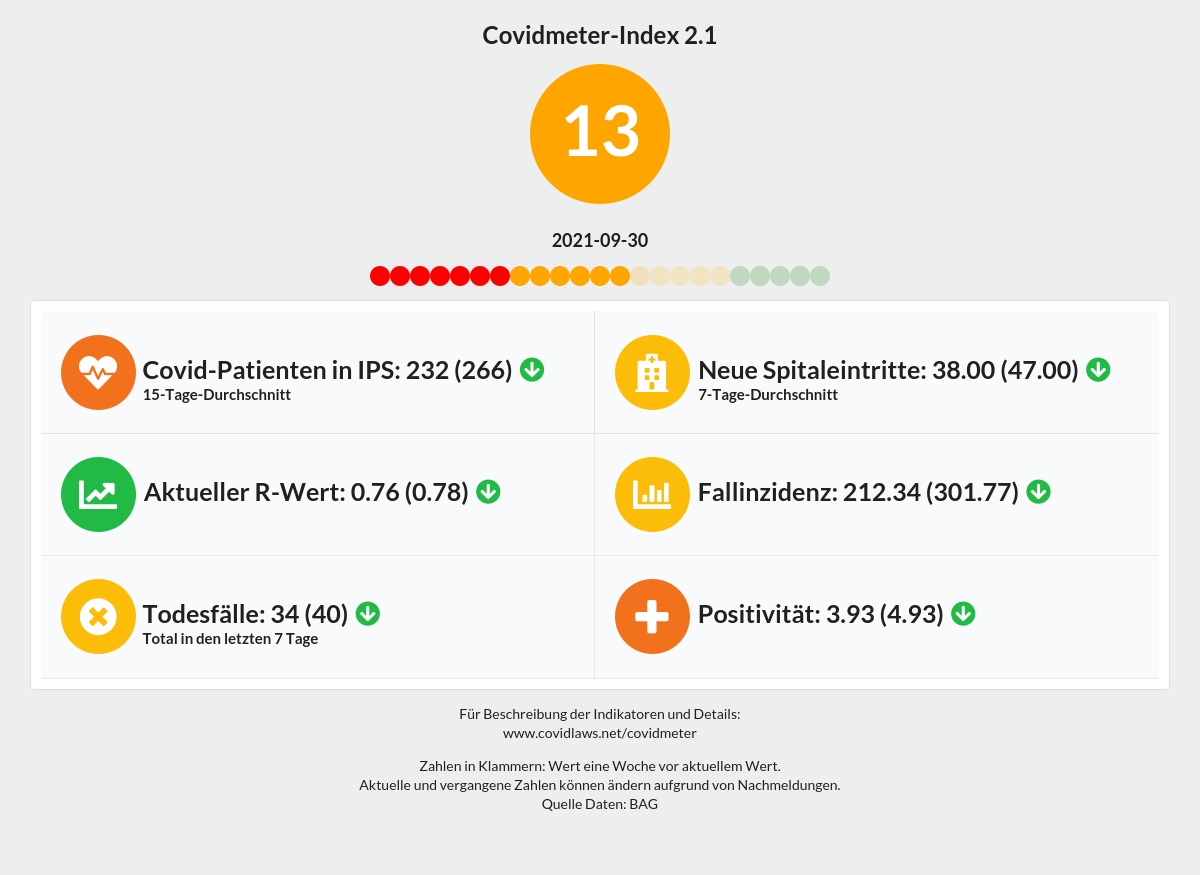 Covidmeter-Index 2.1
13
2021-09-30
Covid-Patienten in IPS: 232 (266)
15-Tage-Durchschnitt
Neue Spitaleintritte: 38.00 (47.00)
7-Tage-Durchschnitt
Aktueller R-Wert: 0.76 (0.78)
Fallinzidenz: 212.34 (301.77)
Todesfälle: 34 (40)
Total in den letzten 7 Tage
Positivität: 3.93 (4.93)
Für Beschreibung der Indikatoren und Details:
www.covidlaws.net/covidmeter
Zahlen in Klammern: Wert eine Woche vor aktuellem Wert.
Aktuelle und vergangene Zahlen können ändern aufgrund von Nachmeldungen.
Quelle Daten: BAG